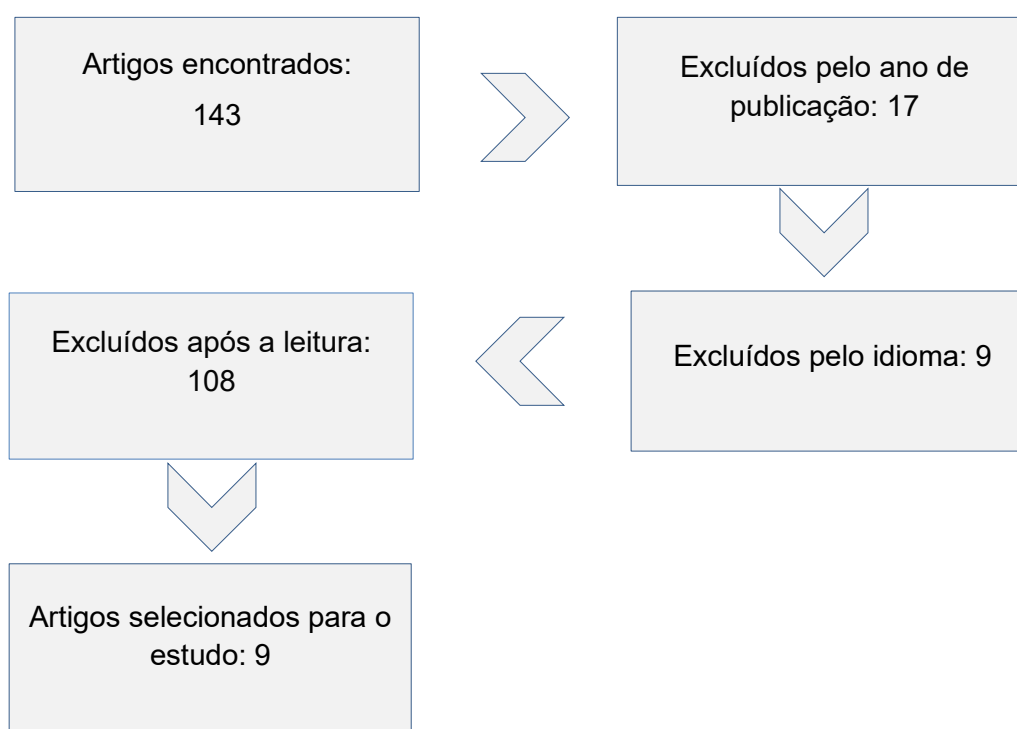 Artigos encontrados:
143
Excluídos pelo ano de
publicação: 17
Excluídos pelo idioma: 9
Excluídos após a leitura:
108
Artigos selecionados para o
estudo: 9